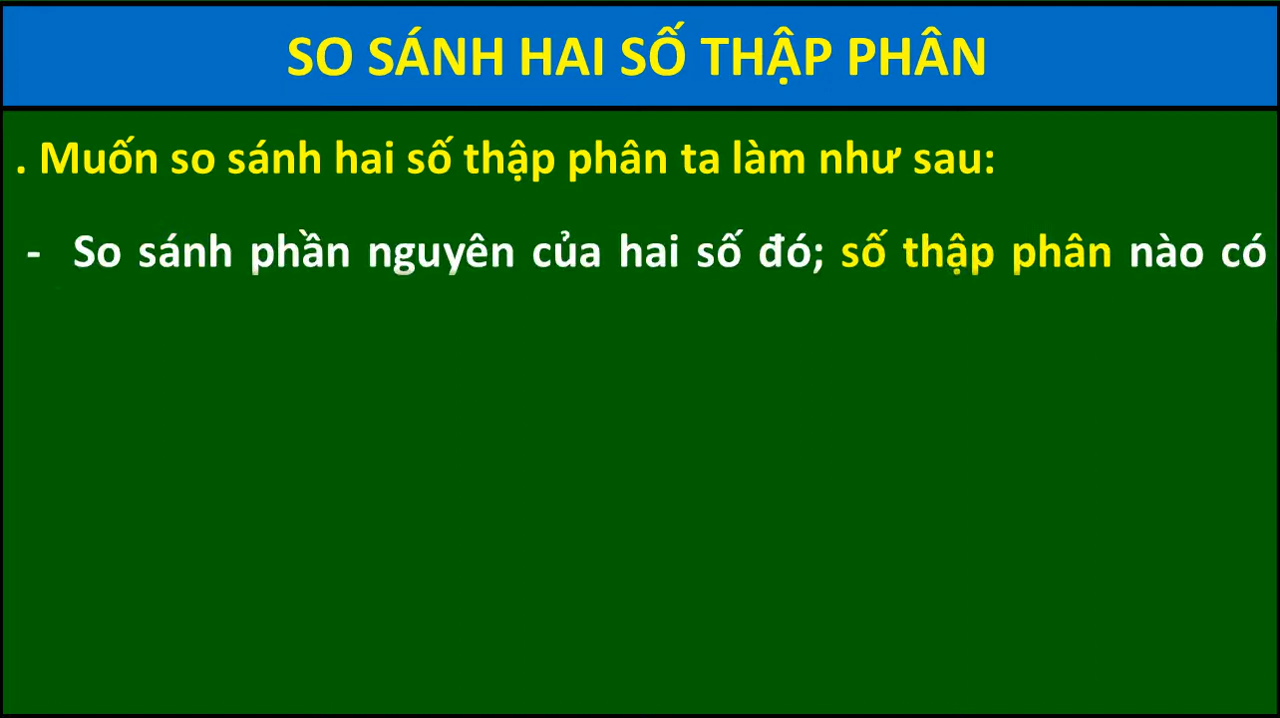 SO SÁNH HAI SỐ THẬP PHÂN
. Muốn so sánh hai số thập phân ta làm như sau:
- So sánh phần nguyên của hai số đó; số thập phân nào có